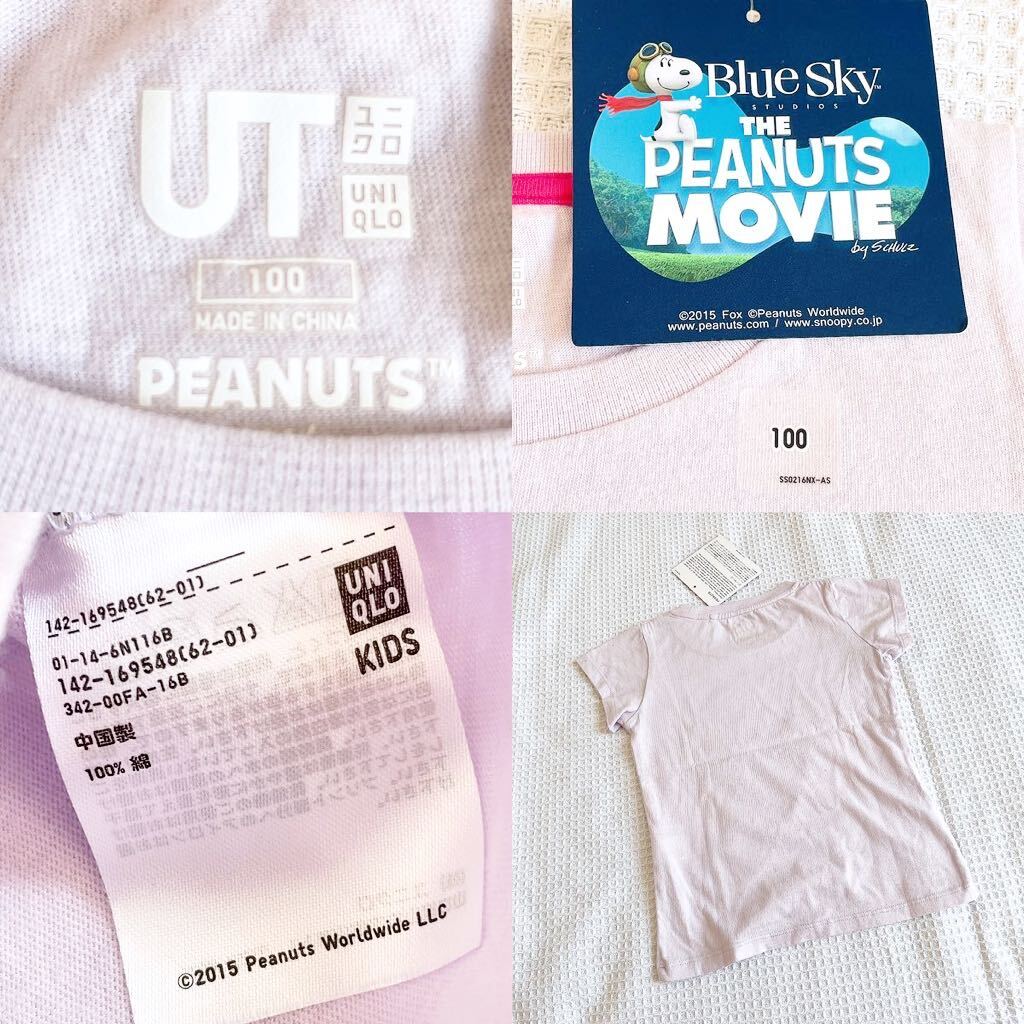 UT
ユニ
クロ
UNI
QLO
100
MADE IN CHINA
PEANUTS™
Blue Sky™
STUDIOS
THE
PEANUTS
MOVIE
by SCHULZ
©2015 Fox ©Peanuts Worldwide
www.peanuts.com / www.snoopy.co.jp
S™
100
SS0216NX-AS
142-169548(62-01)
01-14-6N116B
142-169548(62-01)
342-00FA-16B
中国製
100% 綿
UNI
QLO
KIDS
©2015 Peanuts Worldwide LLC